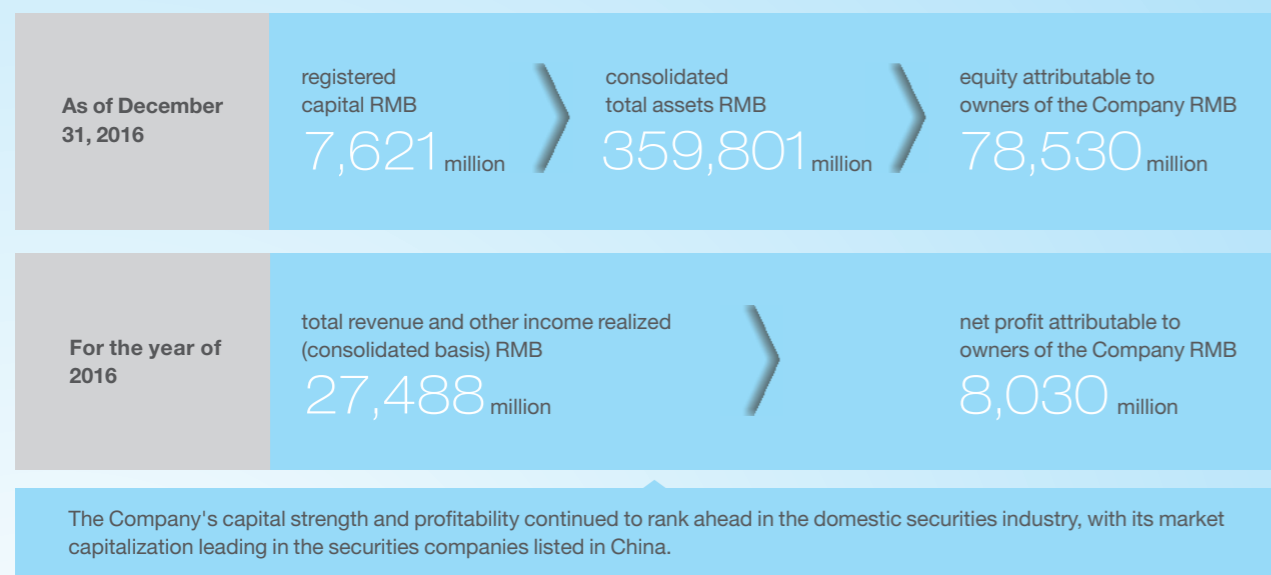 As of December
31, 2016
registered
capital RMB
7,621 million
consolidated
total assets RMB
359,801 million
equity attributable to
owners of the Company RMB
78,530 million
For the year of
2016
total revenue and other income realized
(consolidated basis) RMB
27,488 million
net profit attributable to
owners of the Company RMB
8,030 million
The Company's capital strength and profitability continued to rank ahead in the domestic securities industry, with its market
capitalization leading in the securities companies listed in China.